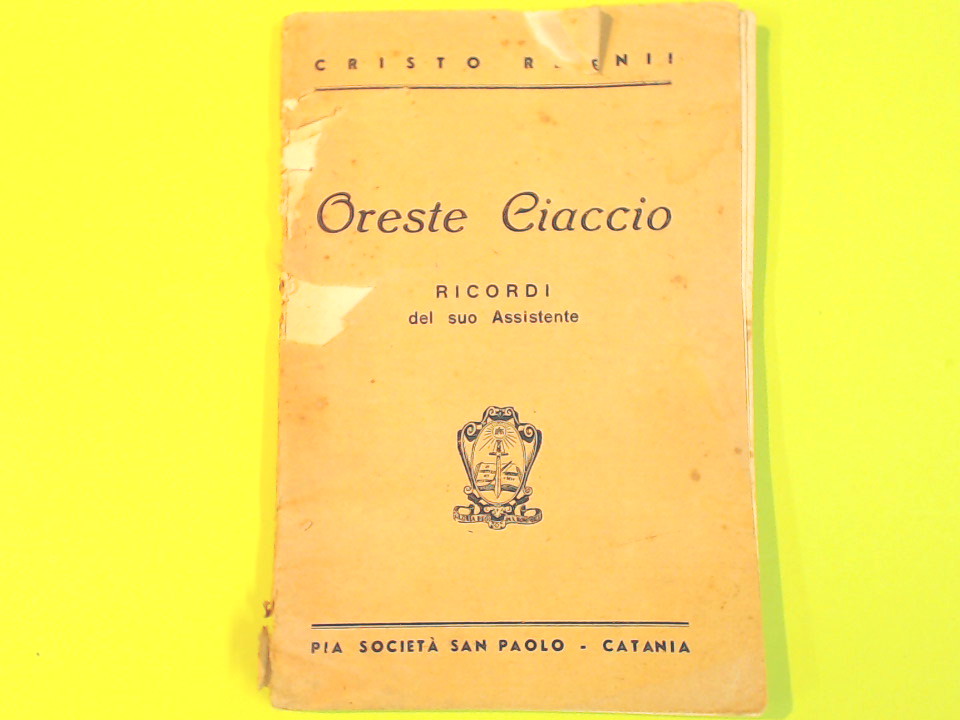 CRISTO
Oreste Ciaccio
RICORDI
del suo Assistente
PIA SOCIETÀ SAN PAOLO - CATANIA